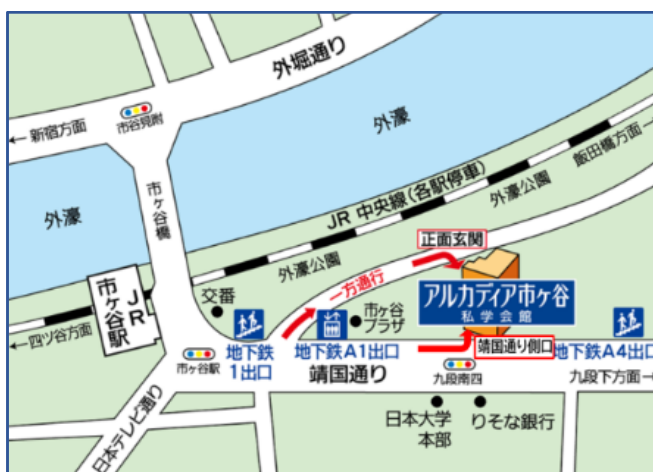 外堀通り
←新宿方面
市谷見附
外濠
飯田橋方面→
市ヶ谷橋
JR 中央線(各駅停車)
外濠公園
外濠
正面玄関
外濠公園
一方通行
アルカディア市ヶ谷
私学会館
JR
市ヶ谷駅
交番
市ヶ谷
プラザ
←四ツ谷方面
地下鉄
1出口
地下鉄A1出口
靖国通り側口
地下鉄A4出口
市ヶ谷駅
靖国通り
九段南四
九段下方面→
日本テレビ通り
日本大学
本部
りそな銀行